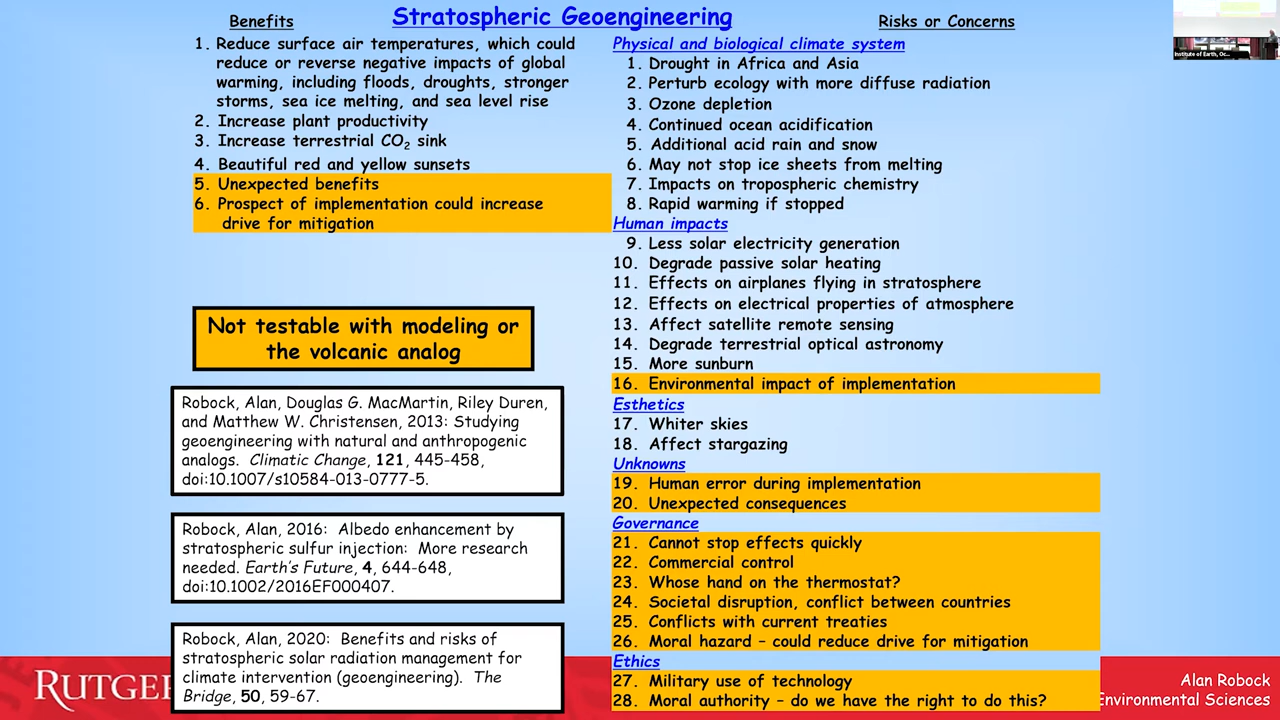 Stratospheric Geoengineering
Benefits
1. Reduce surface air temperatures, which could
reduce or reverse negative impacts of global
warming, including floods, droughts, stronger
storms, sea ice melting, and sea level rise
2. Increase plant productivity
3. Increase terrestrial CO₂ sink
4. Beautiful red and yellow sunsets
5. Unexpected benefits
6. Prospect of implementation could increase
drive for mitigation
Not testable with modeling or
the volcanic analog
Robock, Alan, Douglas G. MacMartin, Riley Duren,
and Matthew W. Christensen, 2013: Studying
geoengineering with natural and anthropogenic
analogs. Climatic Change, 121, 445-458,
doi:10.1007/s10584-013-0777-5.
Robock, Alan, 2016: Albedo enhancement by
stratospheric sulfur injection: More research
needed. Earth's Future, 4, 644-648,
doi:10.1002/2016EF000407.
Robock, Alan, 2020: Benefits and risks of
stratospheric solar radiation management for
climate intervention (geoengineering). The
Bridge, 50, 59-67.
Risks or Concerns
Physical and biological climate system
1. Drought in Africa and Asia
2. Perturb ecology with more diffuse radiation
3. Ozone depletion
4. Continued ocean acidification
5. Additional acid rain and snow
6. May not stop ice sheets from melting
7. Impacts on tropospheric chemistry
8. Rapid warming if stopped
Human impacts
9. Less solar electricity generation
10. Degrade passive solar heating
11. Effects on airplanes flying in stratosphere
12. Effects on electrical properties of atmosphere
13. Affect satellite remote sensing
14. Degrade terrestrial optical astronomy
15. More sunburn
16. Environmental impact of implementation
Esthetics
17. Whiter skies
18. Affect stargazing
Unknowns
19. Human error during implementation
20. Unexpected consequences
Governance
21. Cannot stop effects quickly
22. Commercial control
23. Whose hand on the thermostat?
24. Societal disruption, conflict between countries
25. Conflicts with current treaties
26. Moral hazard – could reduce drive for mitigation
Ethics
27. Military use of technology
28. Moral authority – do we have the right to do this?
Institute of Earth, Oc...
RUTGER
Alan Robock
Environmental Sciences